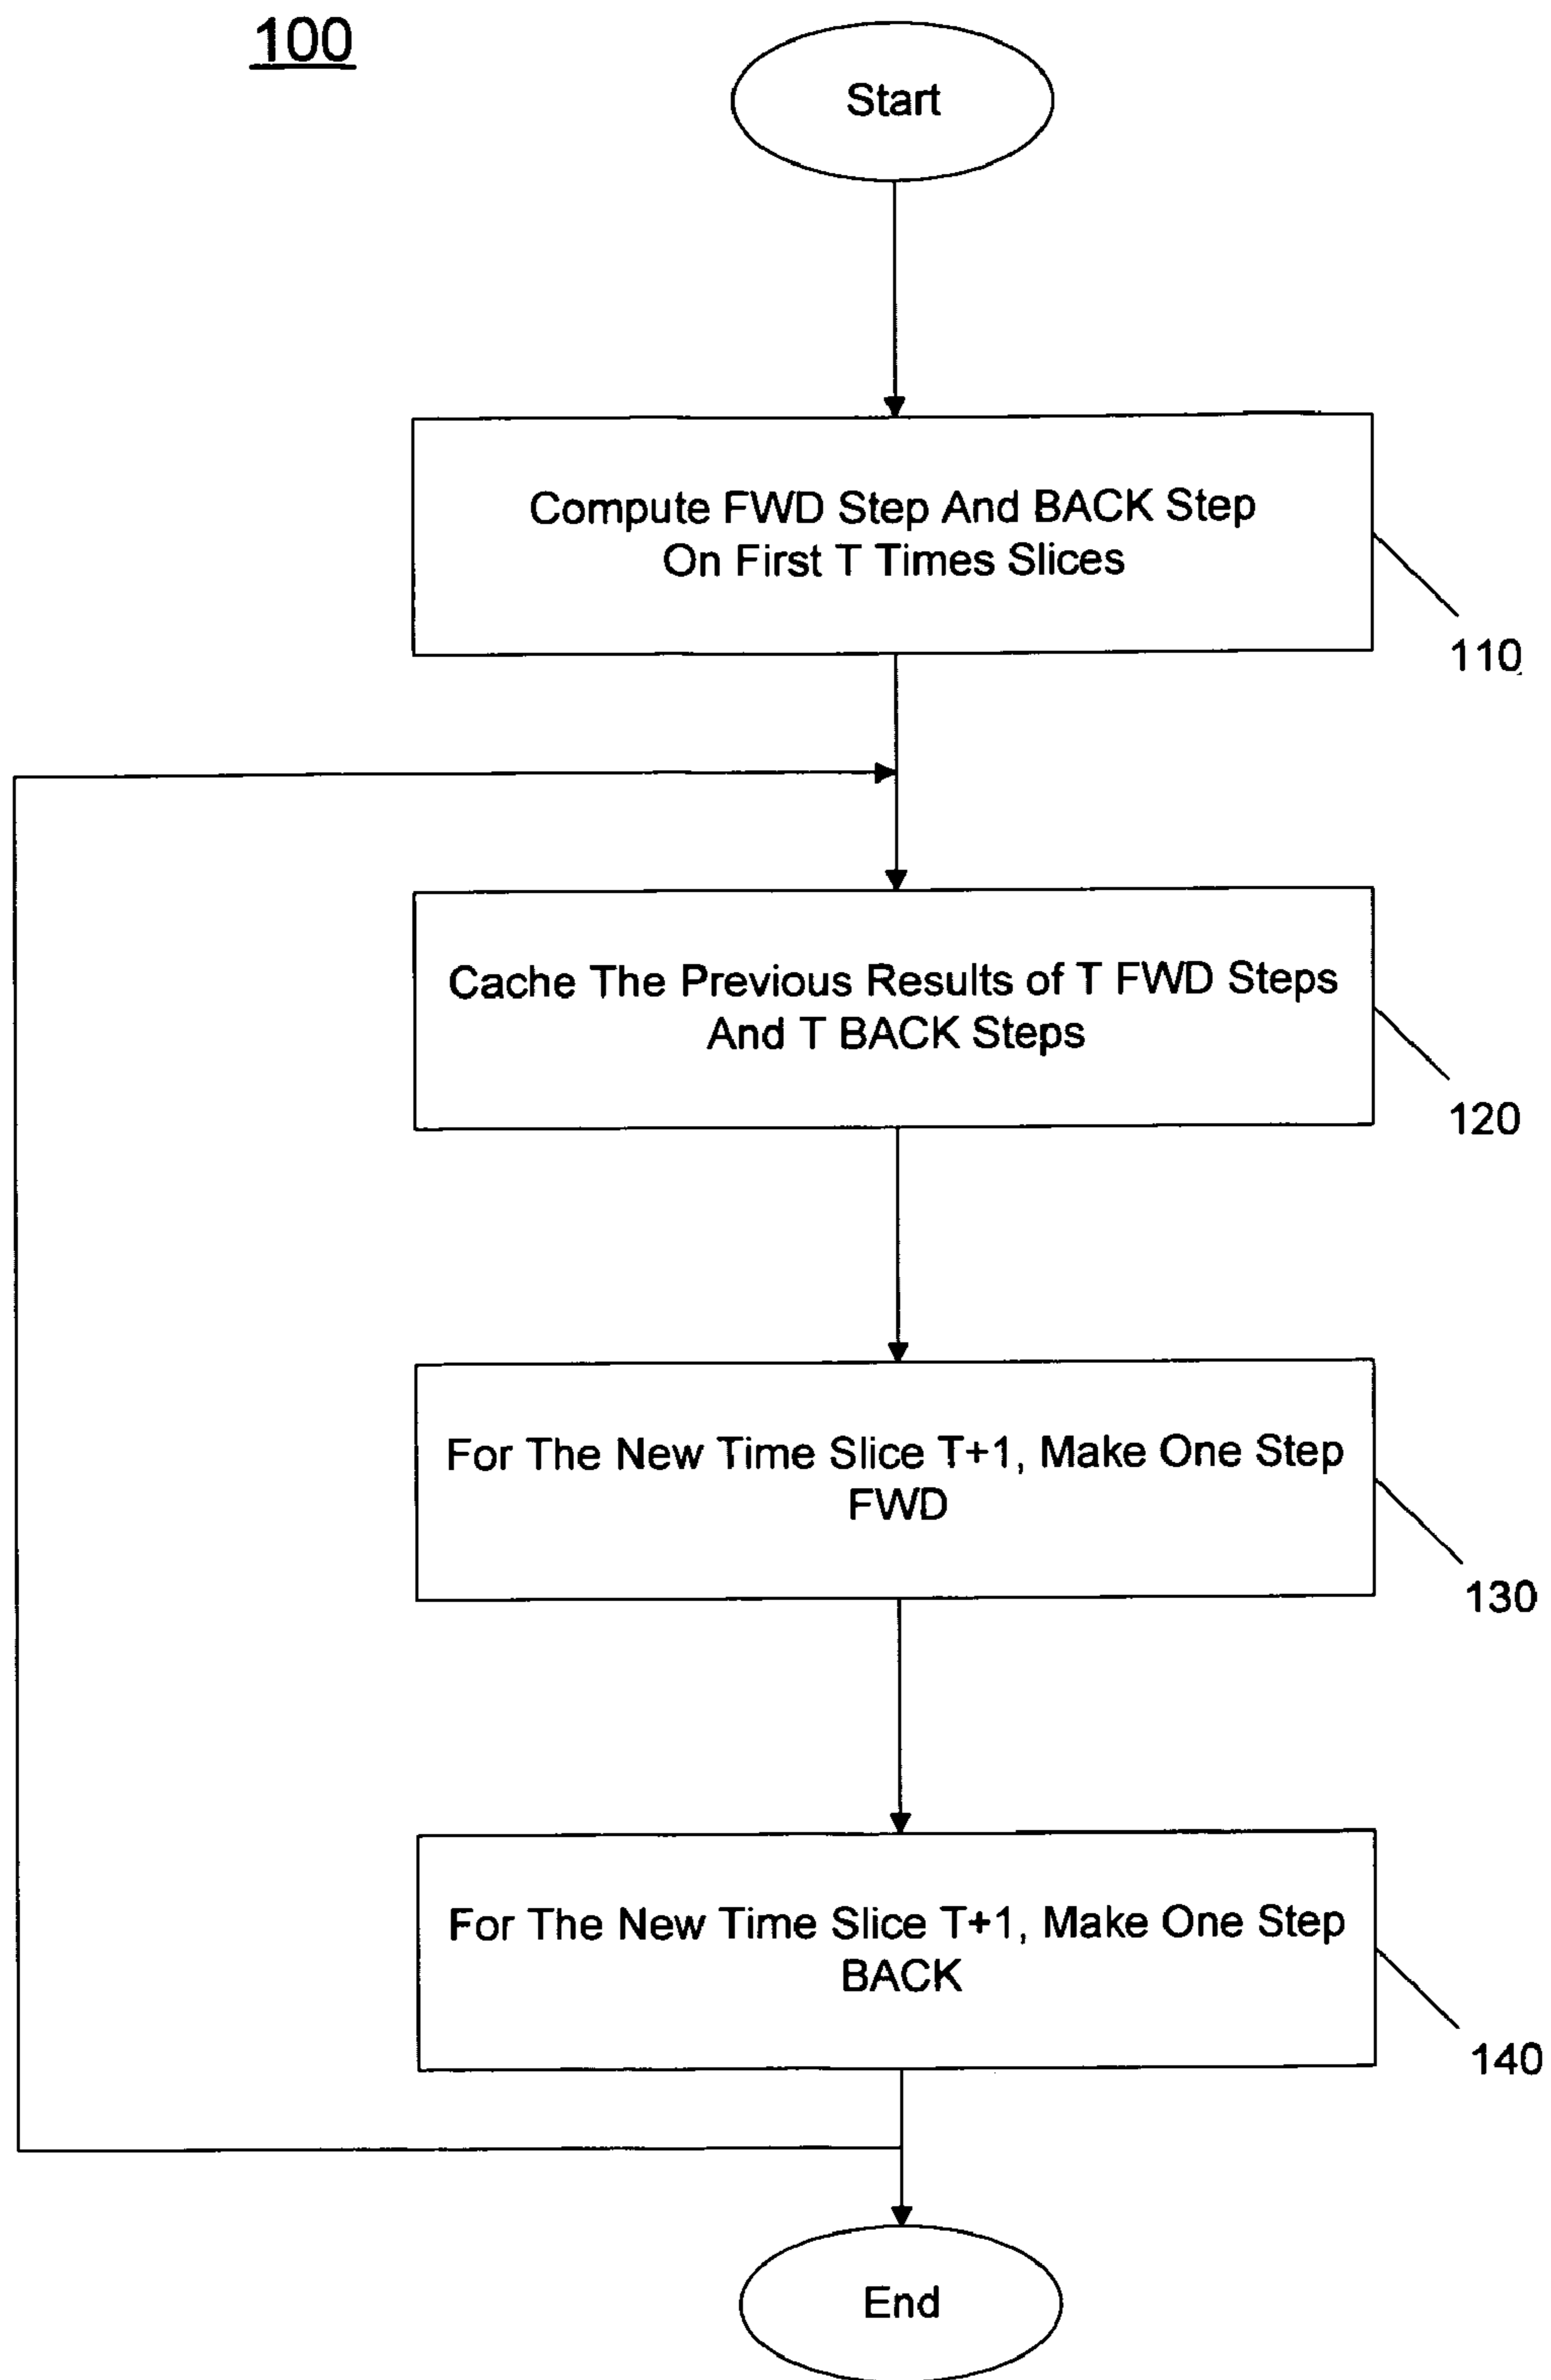 100
Start
Compute FWD Step And BACK Step
On First T Times Slices
110
Cache The Previous Results of T FWD Steps
And T BACK Steps
120
For The New Time Slice T+1, Make One Step
FWD
130
For The New Time Slice T+1, Make One Step
BACK
140
End